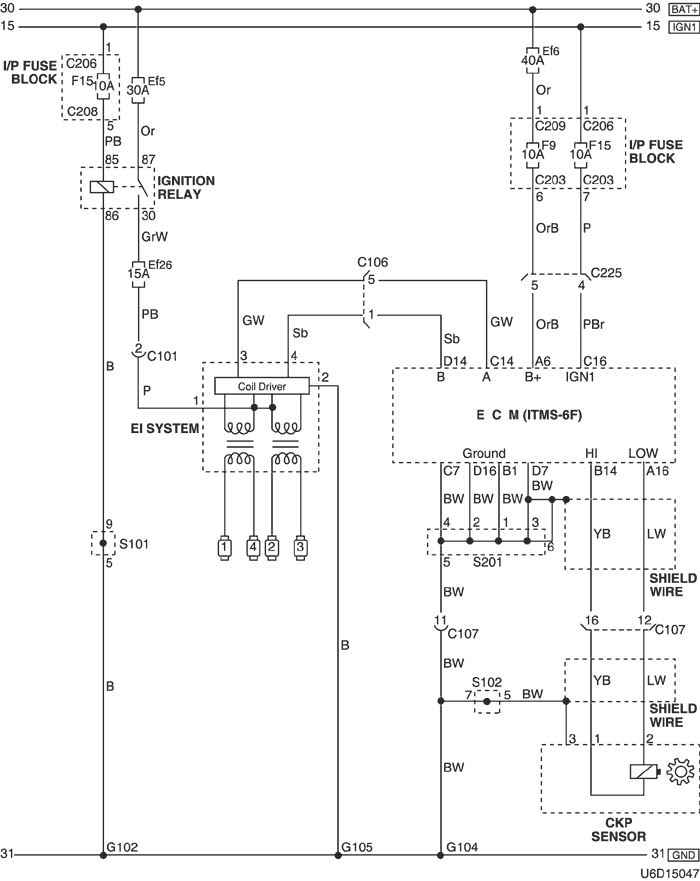 30 30 BAT+
15 15 IGN1
1
I/P FUSE
BLOCK
C206
F15 10A
C208
5
PB
Ef5
30A
Or
85 87
IGNITION
RELAY
86 30
GrW
Ef26
15A
PB
2
C101
P
B
1
Ef6
40A
Or
1 1
C209 C206
F9 F15
10A 10A
I/P FUSE
BLOCK
C203 C203
6 7
OrB P
C225
5 4
OrB PBr
C106
5
1
GW
Sb
GW
Sb
3 4
Coil Driver
2
EI SYSTEM
1 4 2 3
D14 C14 A6 C16
B A B+ IGN1
E C M (ITMS-6F)
Ground HI LOW
C7 D16 B1 D7 B14 A16
BW
BW BW BW
4 2 1 3
6
5 S201
YB LW
SHIELD
WIRE
9
S101
5
BW
11
C107
16 12
C107
B
BW
S102
7 5 BW
YB LW
SHIELD
WIRE
B
3 1 2
BW
CKP
SENSOR
31 G102 G105 G104 31 GND
U6D15047